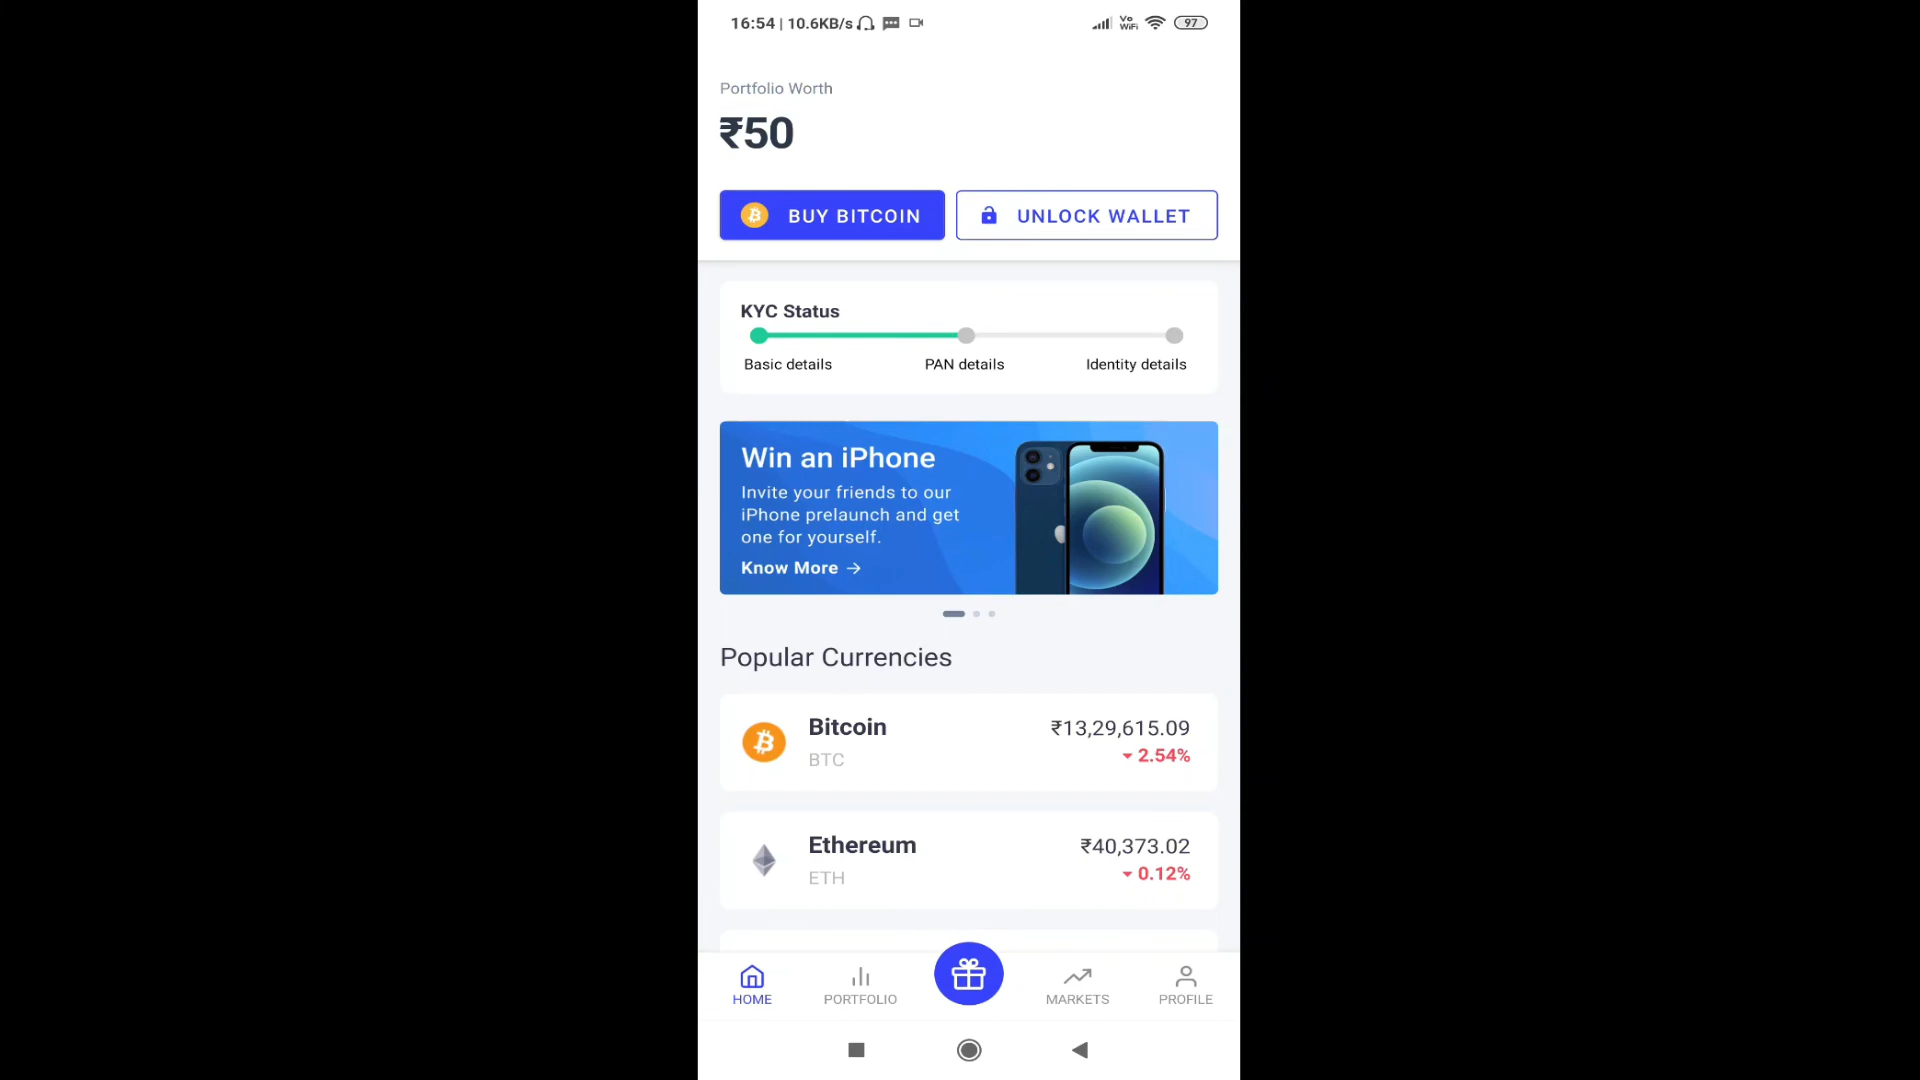 16:54 | 10.6KB/s
Vo
WiFi
97
Portfolio Worth
₹50
BUY BITCOIN
UNLOCK WALLET
KYC Status
Basic details
PAN details
Identity details
Win an iPhone
Invite your friends to our
iPhone prelaunch and get
one for yourself.
Know More →
Popular Currencies
Bitcoin
₹13,29,615.09
BTC
2.54%
Ethereum
₹40,373.02
ETH
0.12%
HOME
PORTFOLIO
MARKETS
PROFILE